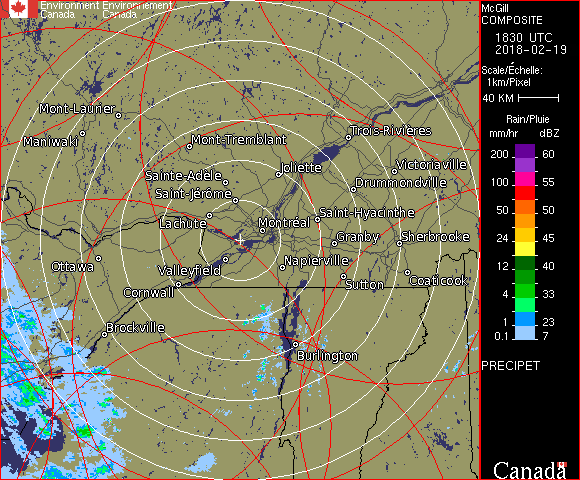 Environment Environnement
Canada Canada
McGill
COMPOSITE
1830 UTC
2018-02-19
Scale/Échelle:
1km/Pixel
40 KM
Rain/Pluie
mm/hr dBZ
200 60
100 55
50 50
24 45
12 40
4 33
1 23
0.1 7
PRECIPET
Canada
Mont-Laurier
Maniwaki
Mont-Tremblant
Trois-Rivières
Joliette
Victoriaville
Sainte-Adèle
Drummondville
Saint-Jérôme
Lachute
Montréal
Saint-Hyacinthe
Granby
Sherbrooke
Ottawa
Valleyfield
Napierville
Cornwall
Sutton
Coaticook
Brockville
Burlington